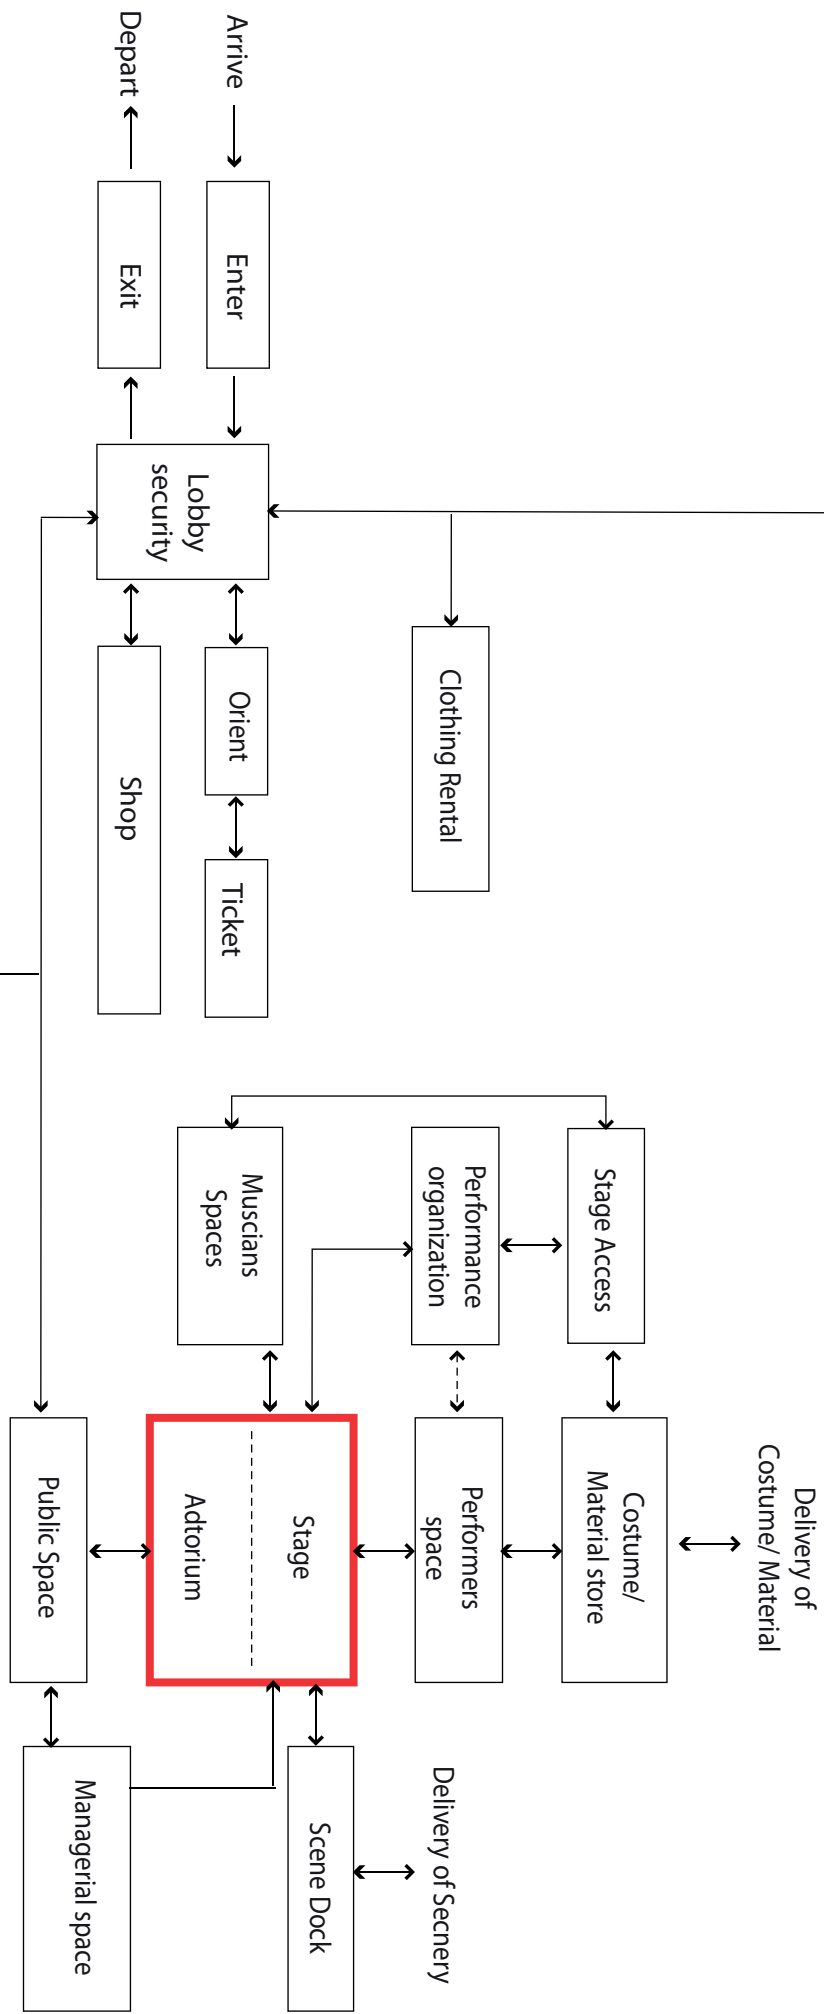 Delivery of
Costume/ Material
Stage Access
Costume/
Material store
Clothing Rental
Performance
organization
Performers
space
Delivery of Secnery
Stage
Scene Dock
Arrive
Enter
Orient
Ticket
Muscians
Spaces
Adtorium
Lobby
security
Depart
Exit
Shop
Public Space
Managerial space